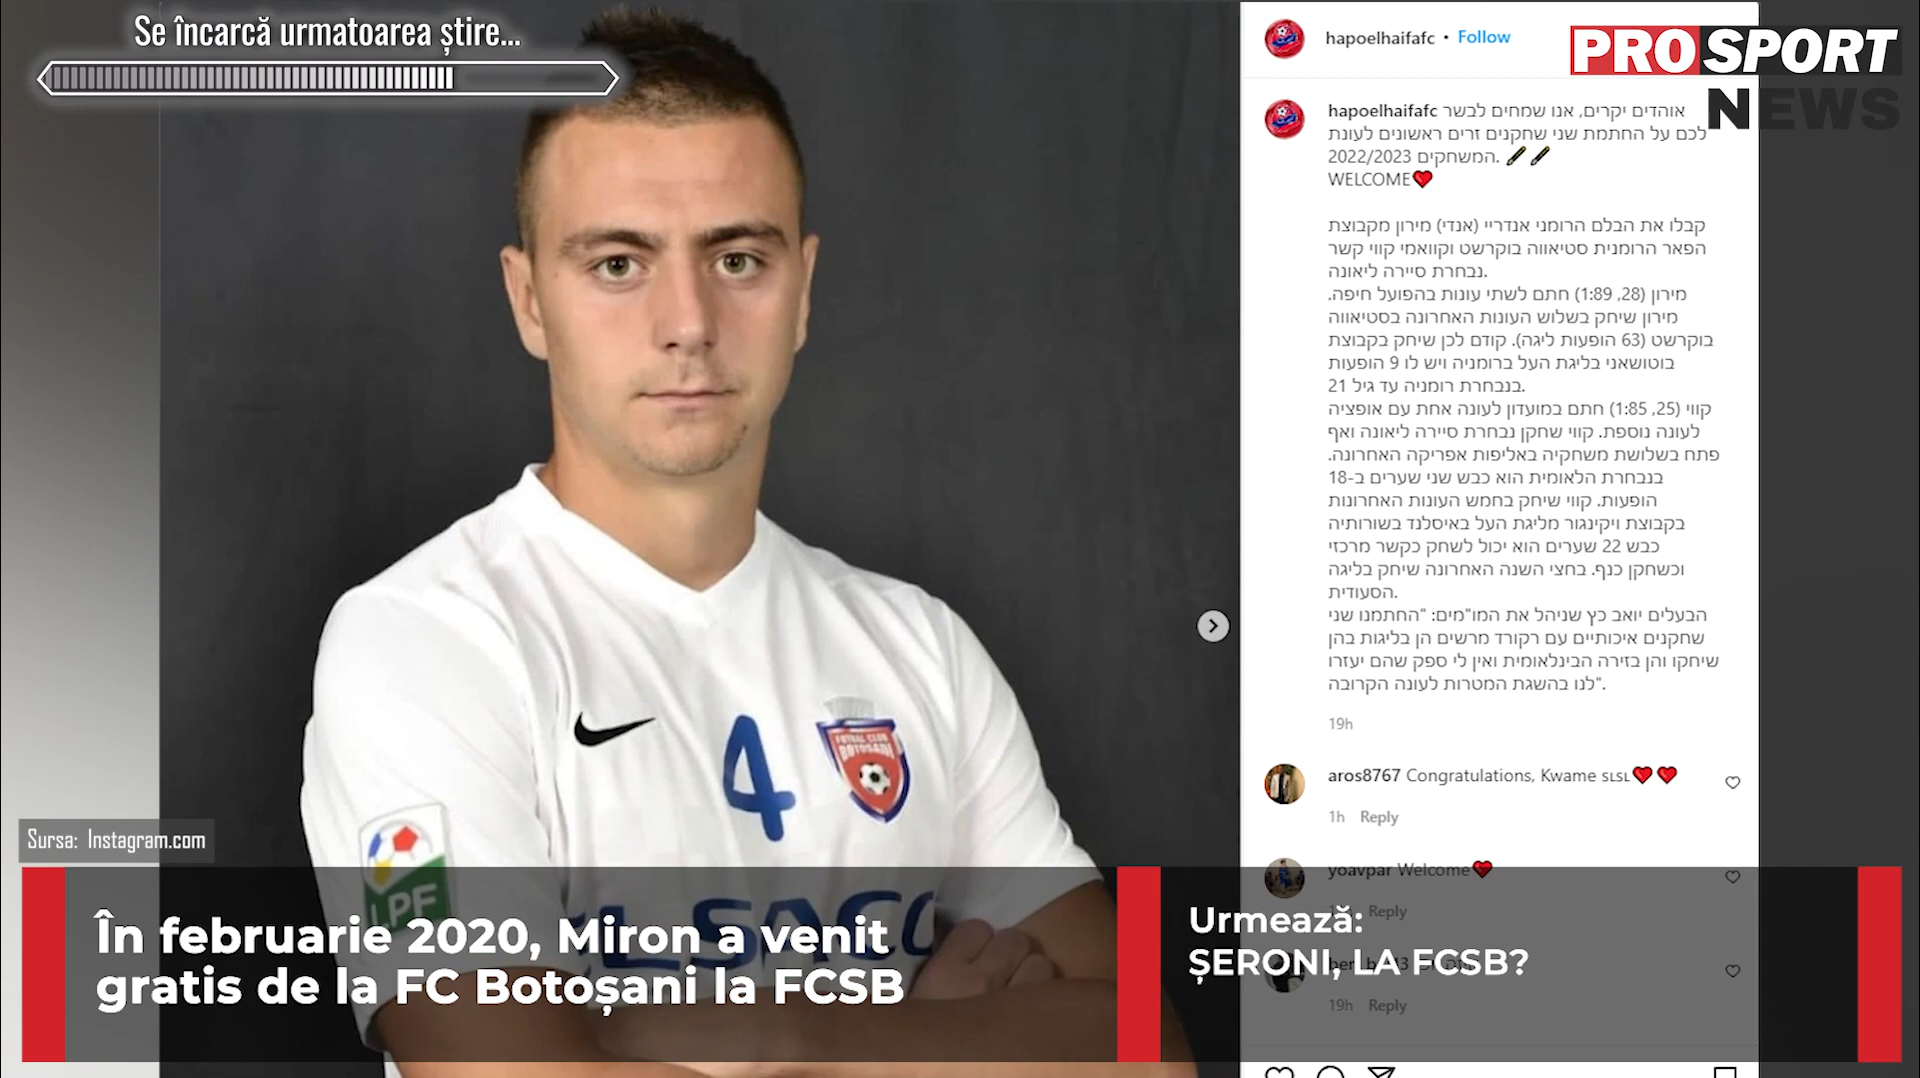 Se încarcă urmatoarea știre...
PROSPORT
NEWS
hapoelhaifafc • Follow
hapoelhaifafc אוהדים יקרים, אנו שמחים לבשר
לכם על החתמת שני שחקנים זרים ראשונים לעונת
המשחקים 2022/2023.
WELCOME❤️
קבלו את הבלם הרומני אנדריי (אנדי) מירון מקבוצת
הפאר הרומנית סטיאווה בוקרשט וקוואמי קווי קשר
נבחרת סיירה ליאונה.
מירון (28, 1:89) חתם לשתי עונות בהפועל חיפה.
מירון שיחק בשלוש העונות האחרונה בסטיאווה
בוקרשט (63 הופעות ליגה). קודם לכן שיחק בקבוצת
בוטושאני בליגת העל ברומניה ויש לו 9 הופעות
בנבחרת רומניה עד גיל 21.
קווי (25, 1:85) חתם במועדון לעונה אחת עם אופציה
לעונה נוספת. קווי שחקן נבחרת סיירה ליאונה ואף
פתח בשלושת משחקיה באליפות אפריקה האחרונה.
בנבחרת הלאומית הוא כבש שני שערים ב-18
הופעות. קווי שיחק בחמש העונות האחרונות
בקבוצת ויקינגור מליגת העל באיסלנד בשורותיה
כבש 22 שערים הוא יכול לשחק כקשר מרכזי
וכשחקן כנף. בחצי השנה האחרונה שיחק בליגה
הסעודית.
הבעלים יואב כץ שניהל את המו"מים: "החתמנו שני
שחקנים איכותיים עם רקורד מרשים הן בליגות בהן
שיחקו והן בזירה הבינלאומית ואין לי ספק שהם יעזרו
לנו בהשגת המטרות לעונה הקרובה".
19h
aros8767 Congratulations, Kwame SLSL❤️❤️
1h Reply
yoavpar Welcome❤️
Reply
19h Reply
4
FOTBAL CLUB
BOTOSANI
LPF
ELSACO
Sursa: Instagram.com
În februarie 2020, Miron a venit
gratis de la FC Botoșani la FCSB
Urmează:
ȘERONI, LA FCSB?